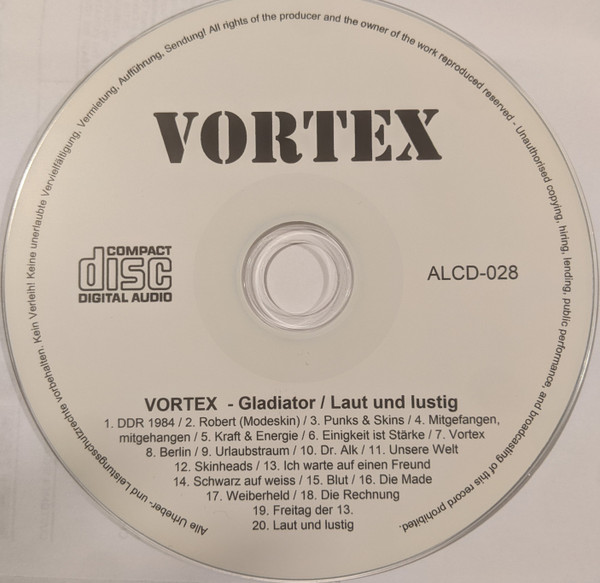 Alle Urheber- und Leistungsschutzrechte vorbehalten. Kein Verleih! Keine unerlaubte Vervielfältigung, Vermietung, Aufführung, Sendung! All rights of the producer and the owner of the work reproduced reserved - Unauthorised copying, hiring, lending, public performance, and broadcasting of this record prohibited.
VORTEX
COMPACT
disc
DIGITAL AUDIO
ALCD-028
VORTEX - Gladiator / Laut und lustig
1. DDR 1984 / 2. Robert (Modeskin) / 3. Punks & Skins / 4. Mitgefangen,
mitgehangen / 5. Kraft & Energie / 6. Einigkeit ist Stärke / 7. Vortex
8. Berlin / 9. Urlaubstraum / 10. Dr. Alk / 11. Unsere Welt
12. Skinheads / 13. Ich warte auf einen Freund
14. Schwarz auf weiss / 15. Blut / 16. Die Made
17. Weiberheld / 18. Die Rechnung
19. Freitag der 13.
20. Laut und lustig